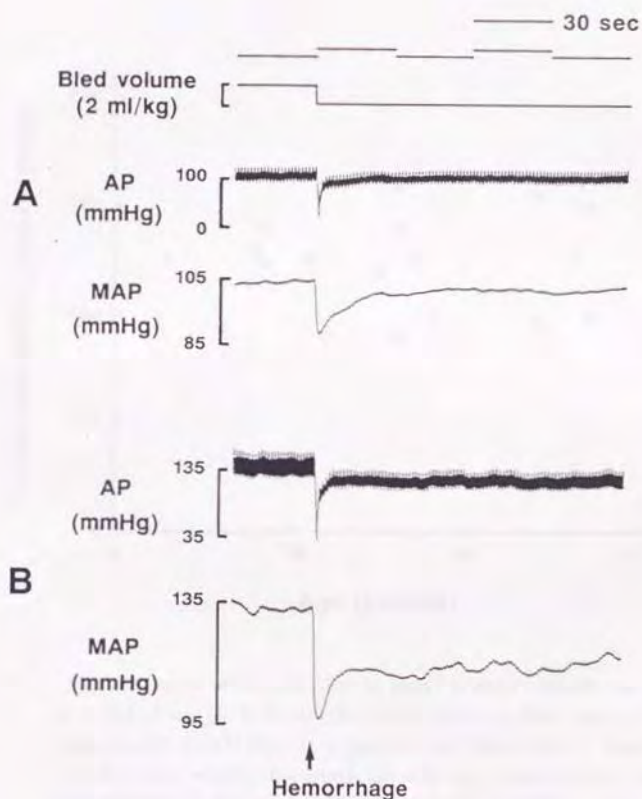 30 sec
Bled volume
(2 ml/kg)
A
AP
(mmHg)
100
0
MAP
(mmHg)
105
85
B
AP
(mmHg)
135
35
MAP
(mmHg)
135
95
Hemorrhage